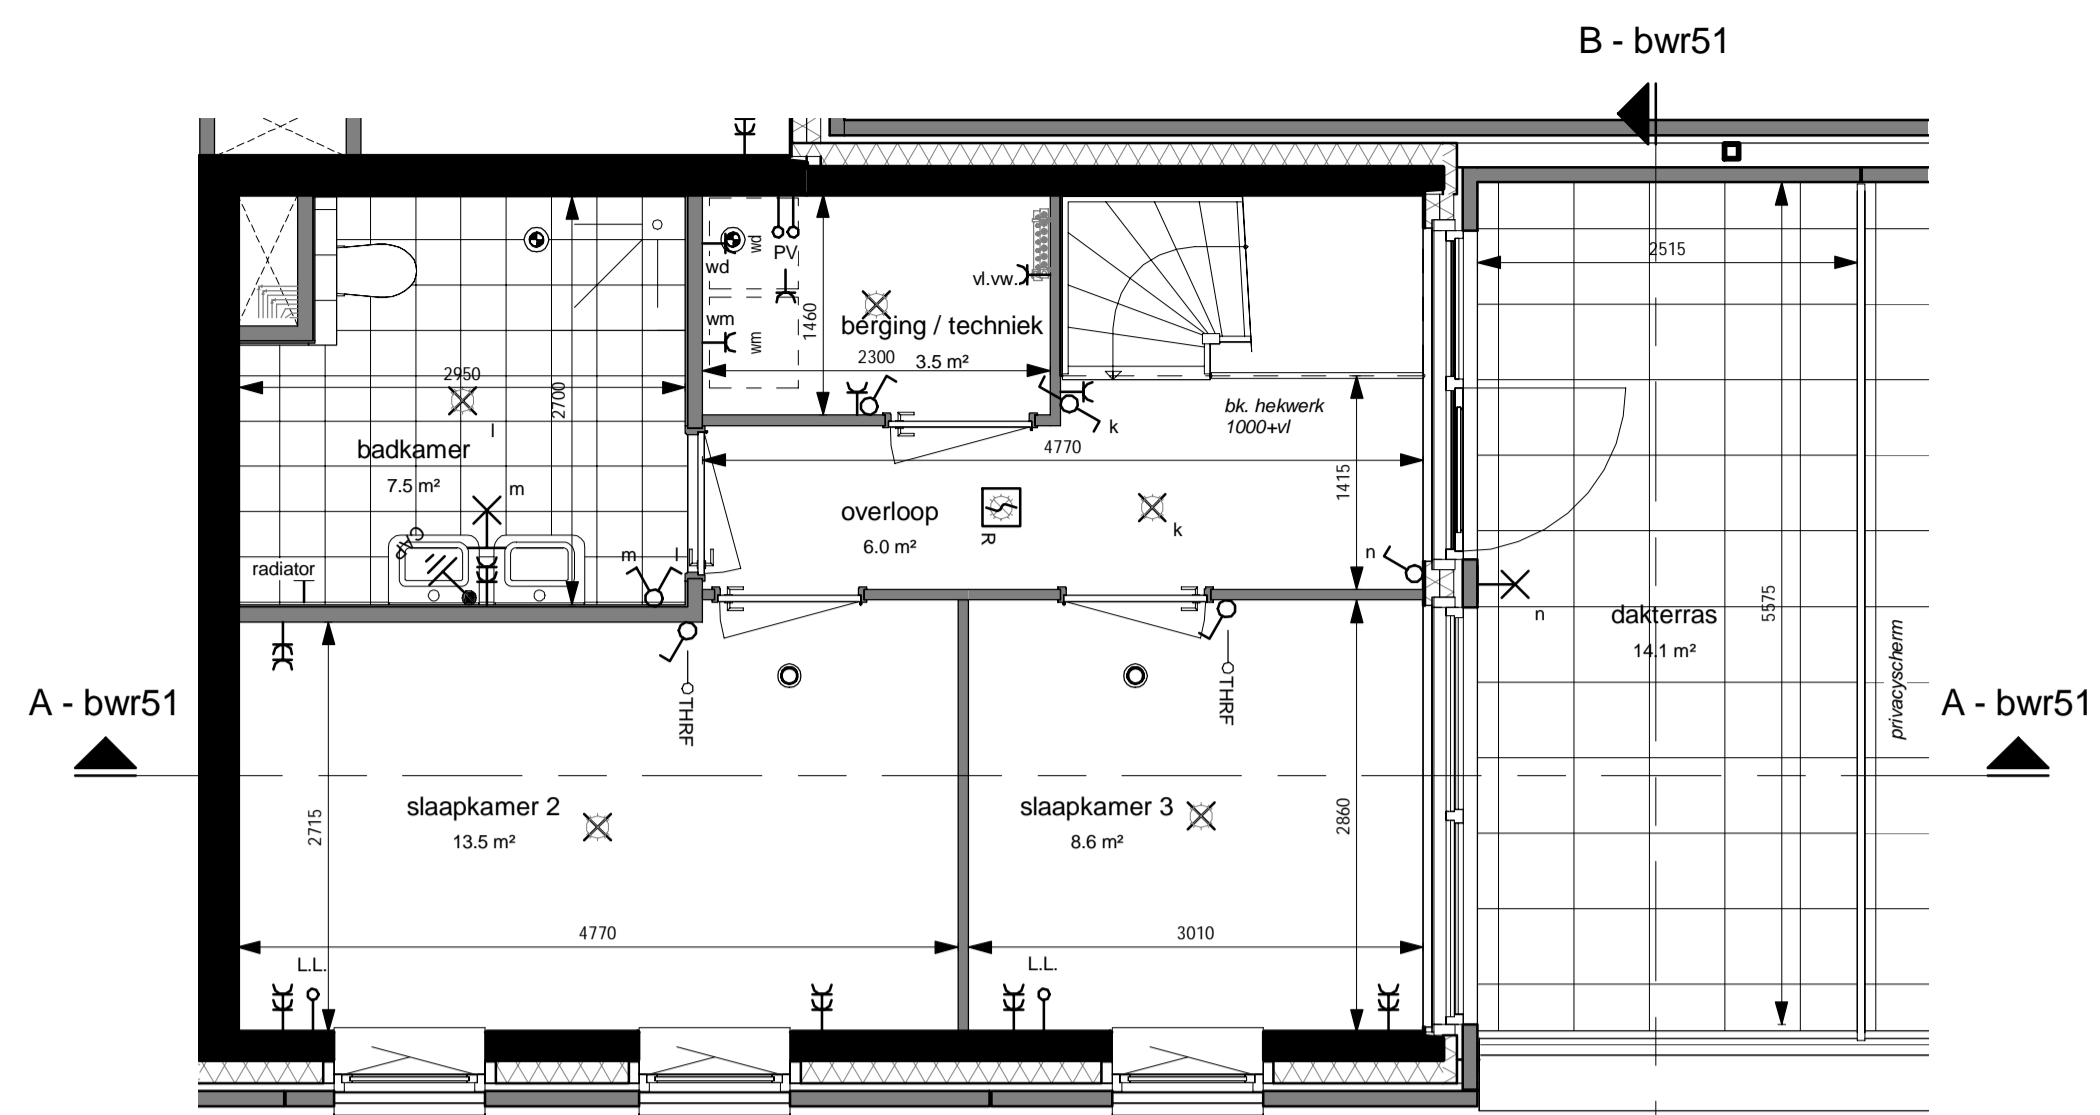 B - bwr51
2515
wd
wd
PV
vl.vw.
wm
wm
1460
berging / techniek
2300
3.5 m²
2950
2700
l
badkamer
7.5 m²
m
k
bk. hekwerk
1000+vl
4770
1415
overloop
6.0 m²
R
k
CAP
radiator
m
l
n
n
dakterras
14.1 m²
5575
privacyscherm
THRF
THRF
A - bwr51
A - bwr51
2715
slaapkamer 2
13.5 m²
slaapkamer 3
8.6 m²
2860
4770
3010
L.L.
L.L.